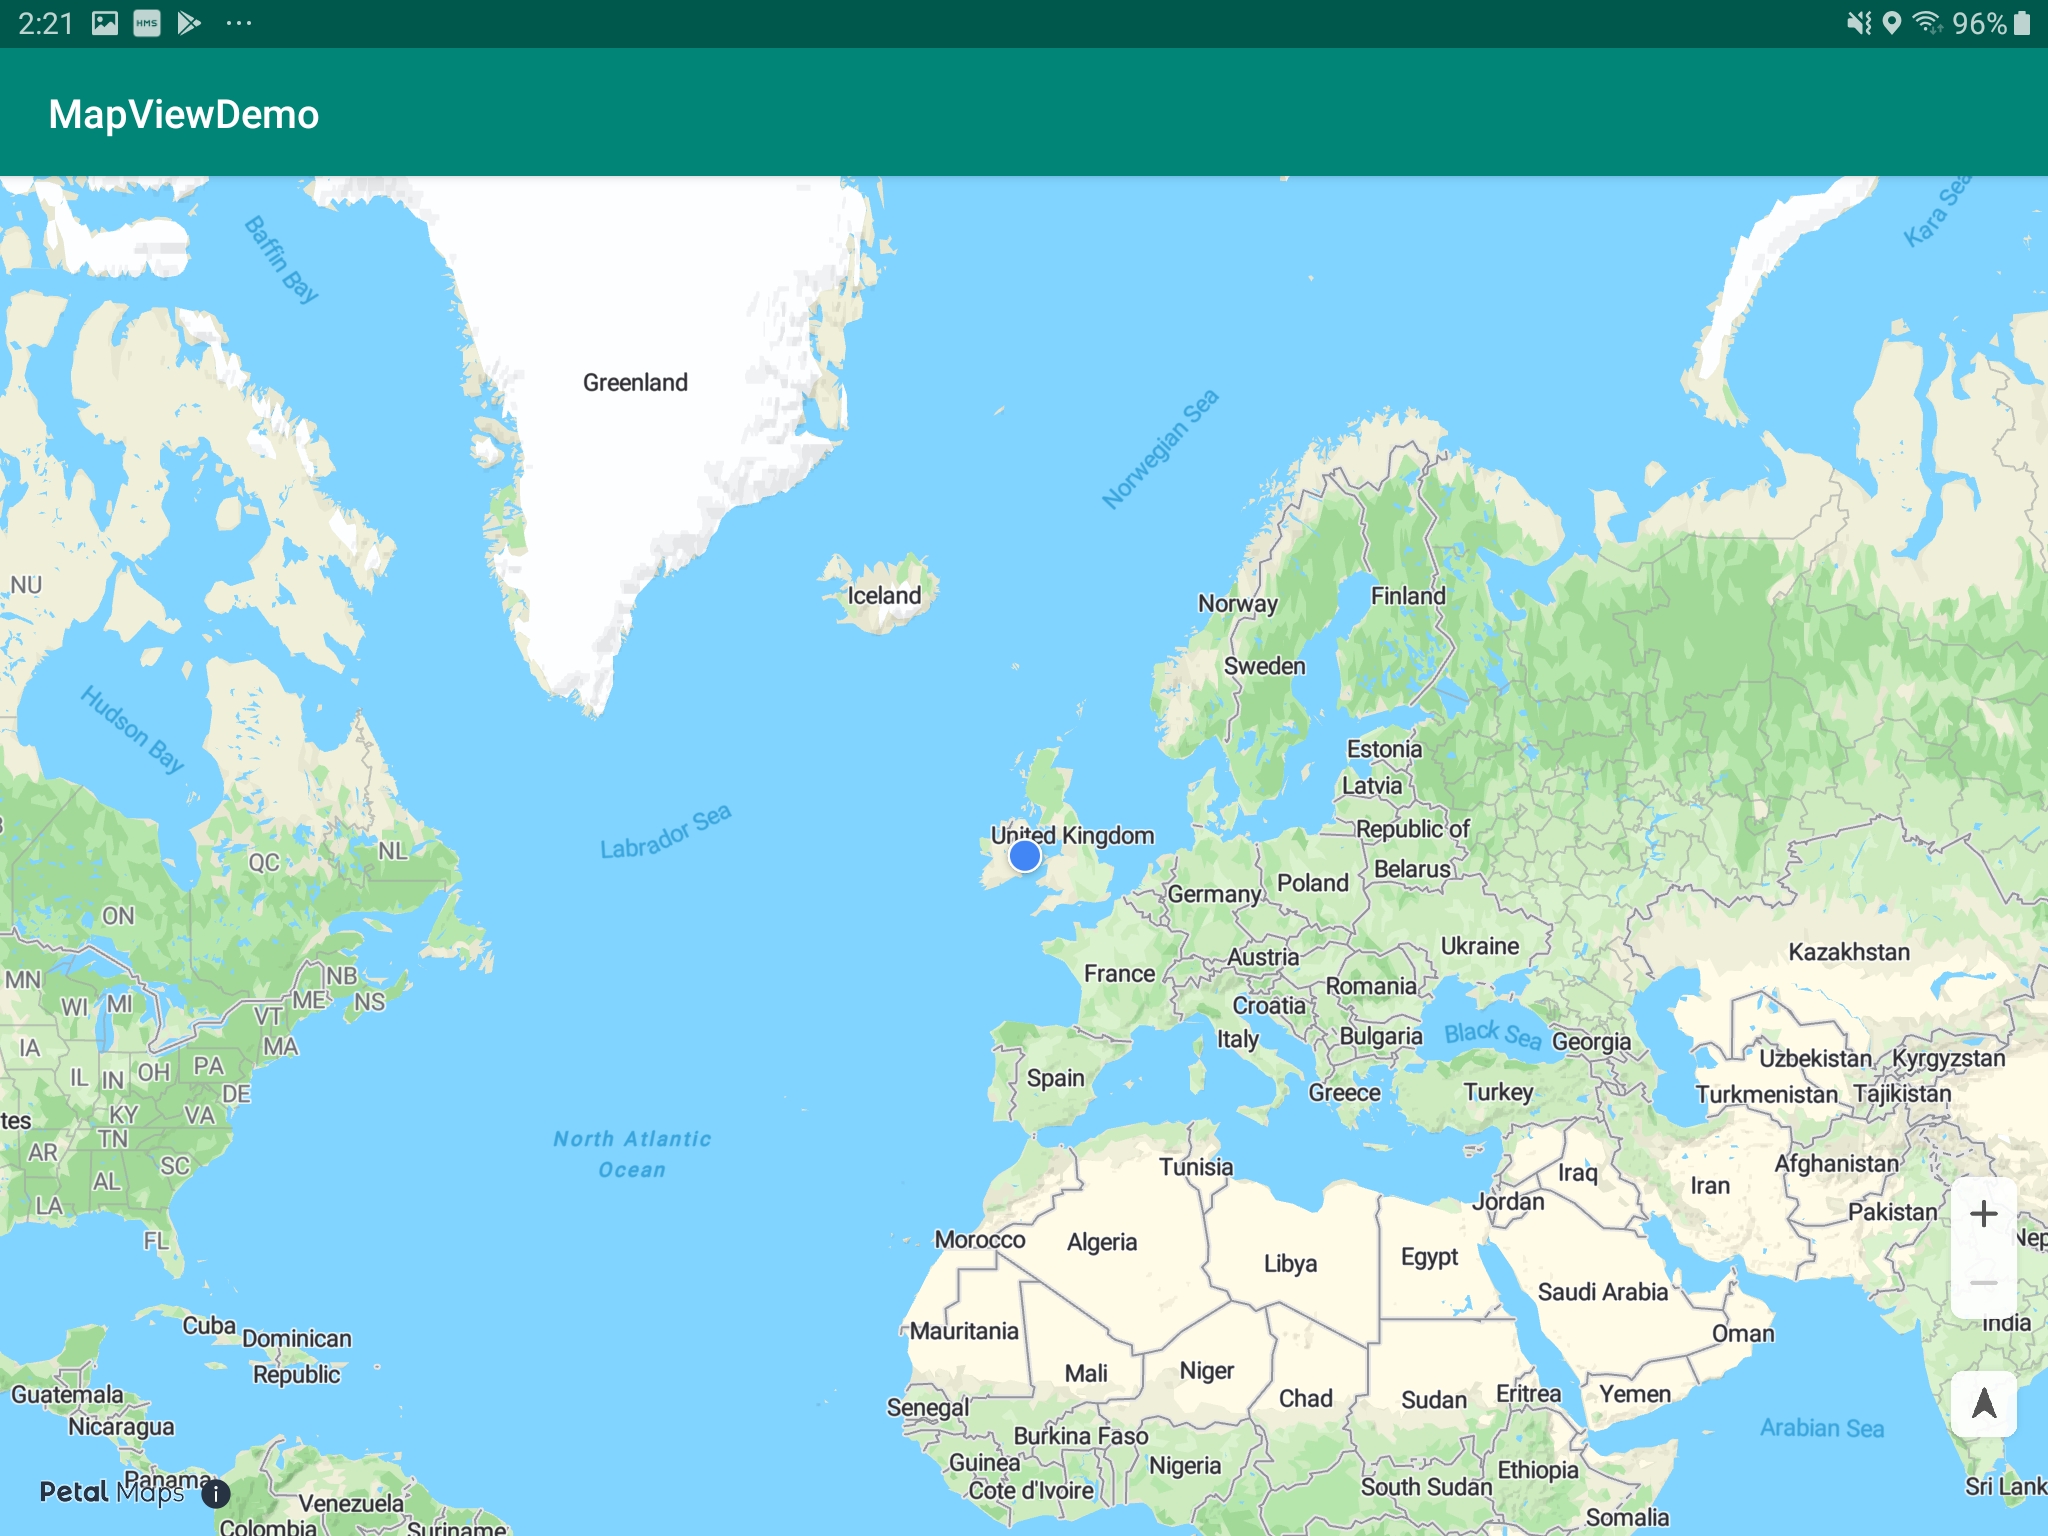 2:21
HMS
96%
MapViewDemo
Baffin Bay
Kara Sea
Greenland
Norwegian Sea
NU
Iceland
Norway
Finland
Sweden
Hudson Bay
Estonia
Latvia
Labrador Sea
United Kingdom
Republic of
Belarus
QC
NL
Germany
Poland
ON
Ukraine
Austria
Kazakhstan
France
MN
NB
Romania
WI
MI
ME
NS
VT
Croatia
Italy
Bulgaria
Black Sea
Georgia
IA
MA
Uzbekistan
Kyrgyzstan
IL
IN
OH
PA
Spain
DE
Greece
Turkey
Turkmenistan
Tajikistan
tes
KY
VA
TN
North Atlantic
Ocean
AR
SC
Tunisia
Iraq
Afghanistan
AL
Iran
LA
Jordan
Pakistan
FL
Morocco
Algeria
Libya
Egypt
Nep
Saudi Arabia
Cuba
Dominican
Republic
Mauritania
Oman
India
Mali
Niger
Guatemala
Chad
Sudan
Eritrea
Yemen
Senegal
Nicaragua
Burkina Faso
Arabian Sea
Guinea
Nigeria
Ethiopia
Panama
Petal Maps
Cote d'Ivoire
South Sudan
Sri Lank
Venezuela
Somalia
Colombia
Suriname